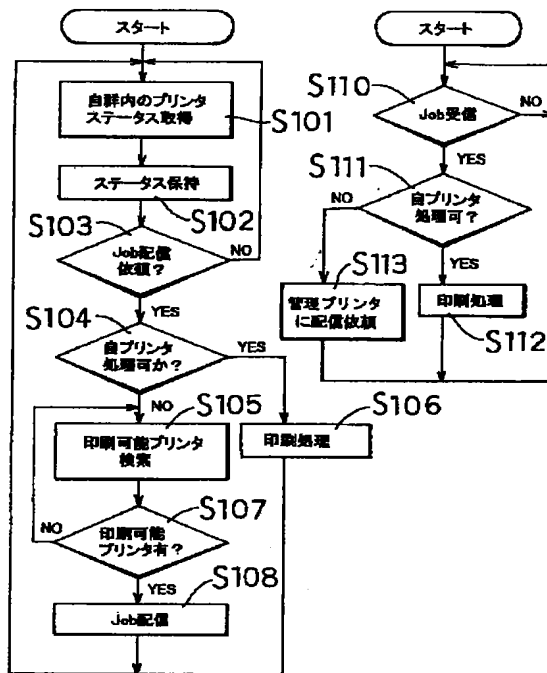 スタート
自群内のプリンタ
ステータス取得
S101
ステータス保持
S102
S103
Job配信
依頼?
NO
YES
S104
自プリンタ
処理可か?
YES
NO
S105
印刷可能プリンタ
検索
S106
印刷処理
S107
印刷可能
プリンタ有?
NO
YES
S108
Job配信
スタート
S110
Job受信
NO
YES
S111
自プリンタ
処理可?
NO
YES
S113
管理プリンタ
に配信依頼
印刷処理
S112